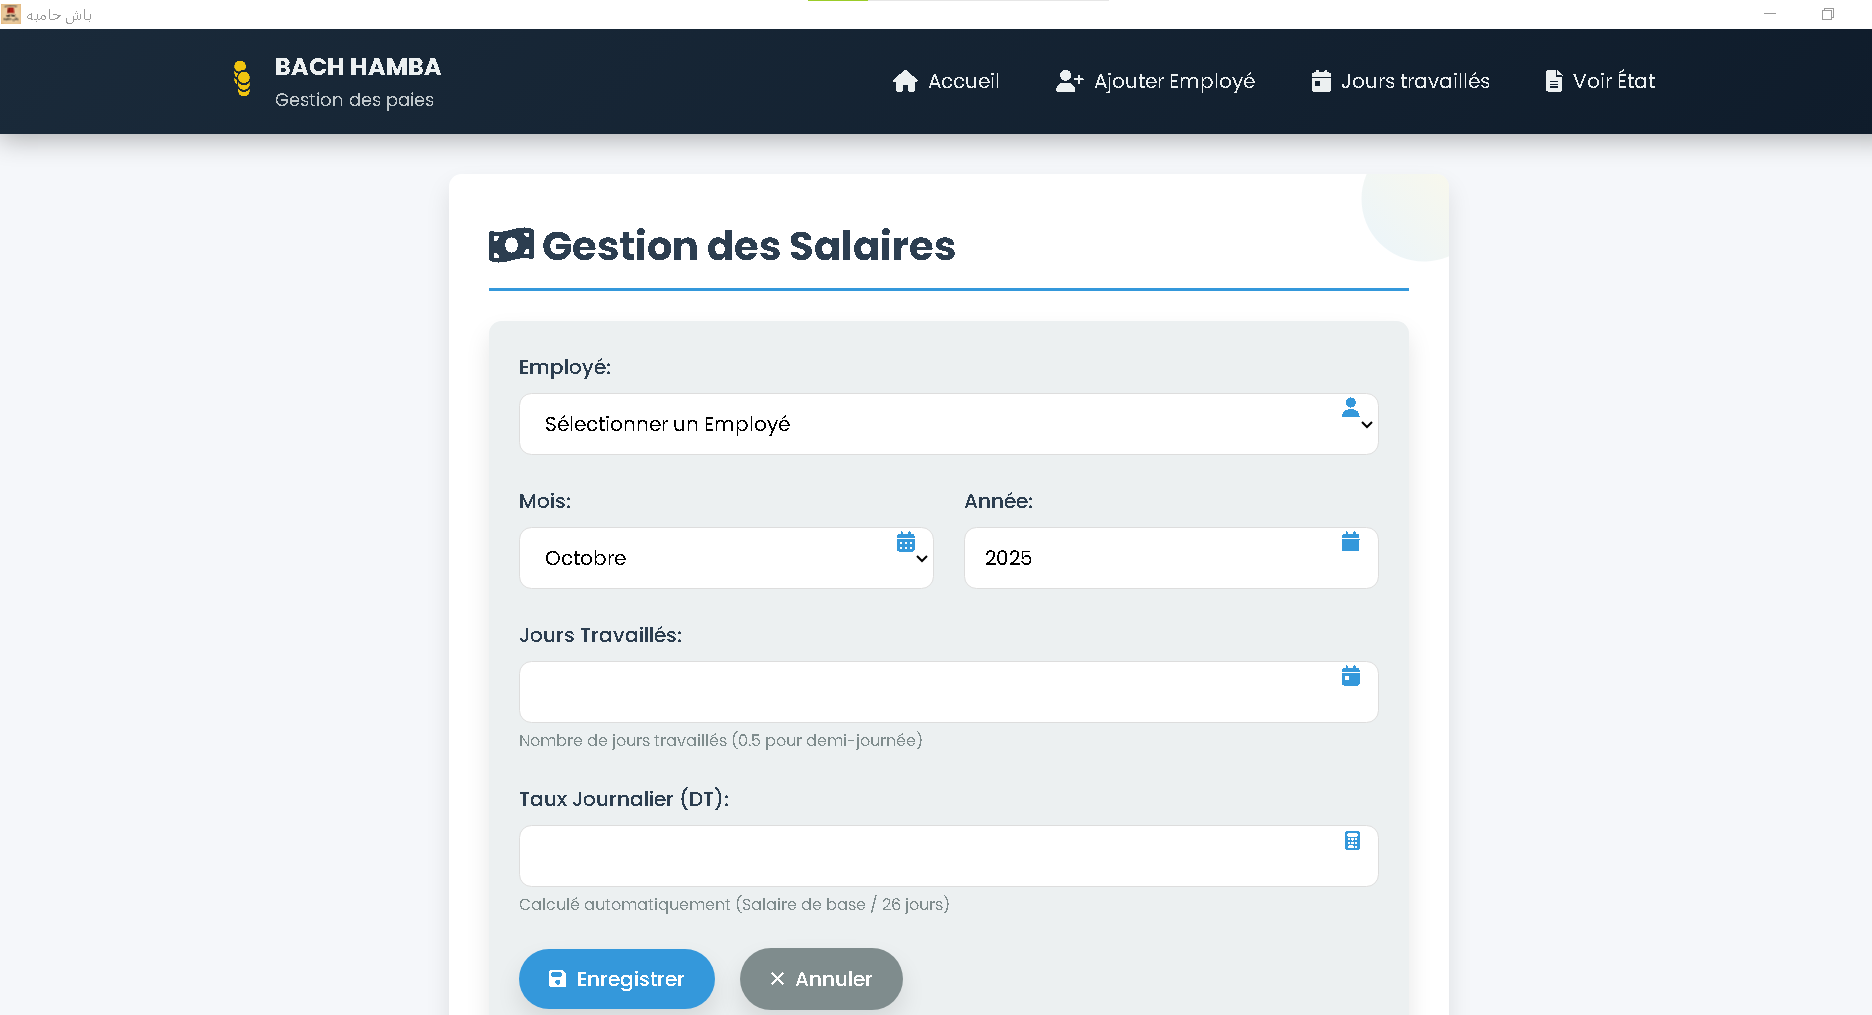 باش حامبه
BACH HAMBA
Gestion des paies
Accueil
Ajouter Employé
Jours travaillés
Voir État
Gestion des Salaires
Employé:
Sélectionner un Employé
Mois:
Année:
Octobre
2025
Jours Travaillés:
Nombre de jours travaillés (0.5 pour demi-journée)
Taux Journalier (DT):
Calculé automatiquement (Salaire de base / 26 jours)
Enregistrer
Annuler